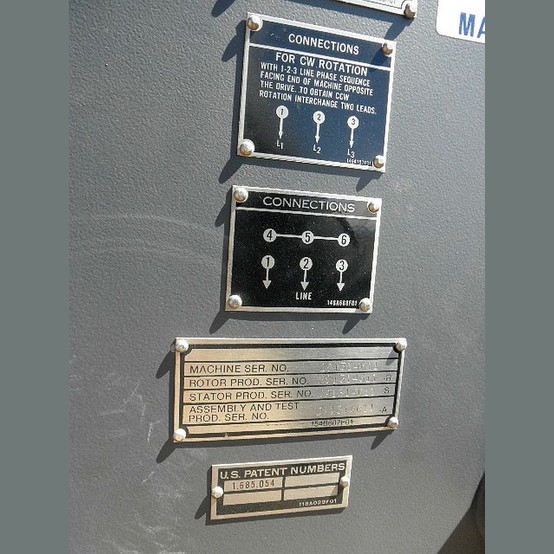 MA
CONNECTIONS
FOR CW ROTATION
WITH 1-2-3 LINE PHASE SEQUENCE
FACING END OF MACHINE OPPOSITE
THE DRIVE. TO OBTAIN CCW
ROTATION INTERCHANGE TWO LEADS.
1 2 3
L1 L2 L3
CONNECTIONS
4 5 6
1 2 3
LINE
148A688F01
MACHINE SER. NO.
ROTOR PROD. SER. NO. R
STATOR PROD. SER. NO. S
ASSEMBLY AND TEST
PROD. SER. NO. A
154B607F01
U.S. PATENT NUMBERS
1,685,054